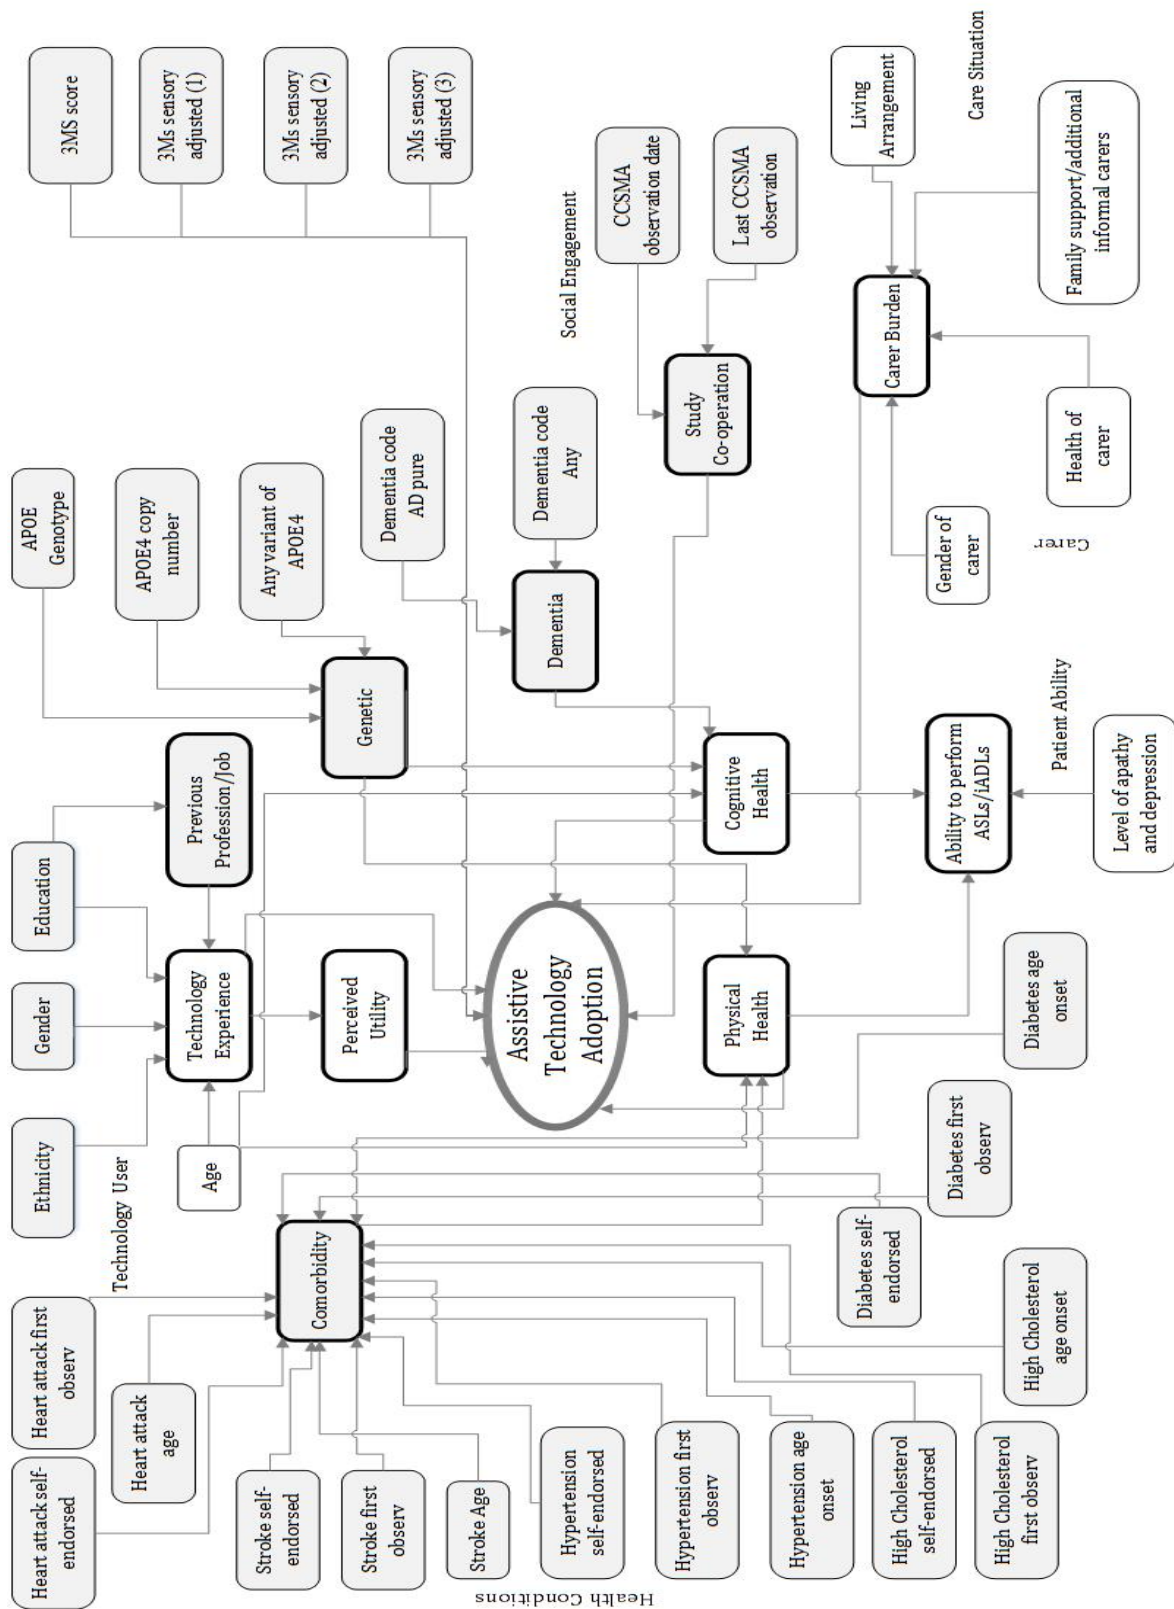 Heart attack self-
endorsed
Heart attack first
observ
Ethnicity
Gender
Education
APOE
Genotype
3MS score
Technology User
Heart attack
age
Age
Technology
Experience
Previous
Profession/Job
APOE4 copy
number
3Ms sensory
adjusted (1)
Stroke self-
endorsed
Comorbidity
Perceived
Utility
Genetic
Any variant of
APOE4
3Ms sensory
adjusted (2)
Stroke first
observ
Dementia code
AD pure
3Ms sensory
adjusted (3)
Stroke Age
Health Conditions
Assistive
Technology
Adoption
Dementia
Dementia code
Any
Social Engagement
Hypertension
self-endorsed
CCSMA
observation date
Hypertension first
observ
Physical
Health
Cognitive
Health
Study
Co-operation
Last CCSMA
observation
Hypertension age
onset
Diabetes self-
endorsed
Living
Arrangement
High Cholesterol
self-endorsed
Diabetes first
observ
Ability to perform
ASLs/iADLs
Gender of
carer
Carer Burden
Care Situation
High Cholesterol
first observ
High Cholesterol
age onset
Diabetes age
onset
Patient Ability
Carer
Health of
carer
Family support/additional
informal carers
Level of apathy
and depression